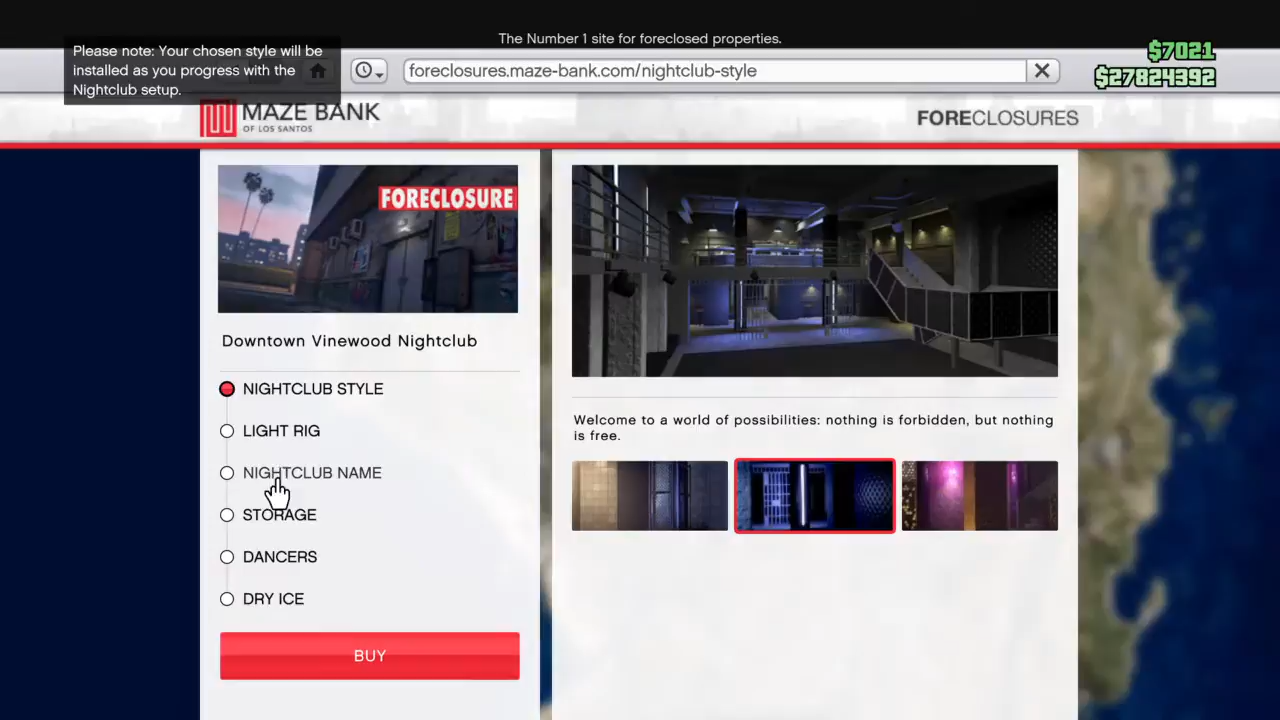 The Number 1 site for foreclosed properties.
Please note: Your chosen style will be
installed as you progress with the
Nightclub setup.
foreclosures.maze-bank.com/nightclub-style
$7021
$27824392
MAZE BANK
OF LOS SANTOS
FORECLOSURES
FORECLOSURE
Downtown Vinewood Nightclub
NIGHTCLUB STYLE
LIGHT RIG
NIGHTCLUB NAME
STORAGE
DANCERS
DRY ICE
BUY
Welcome to a world of possibilities: nothing is forbidden, but nothing
is free.